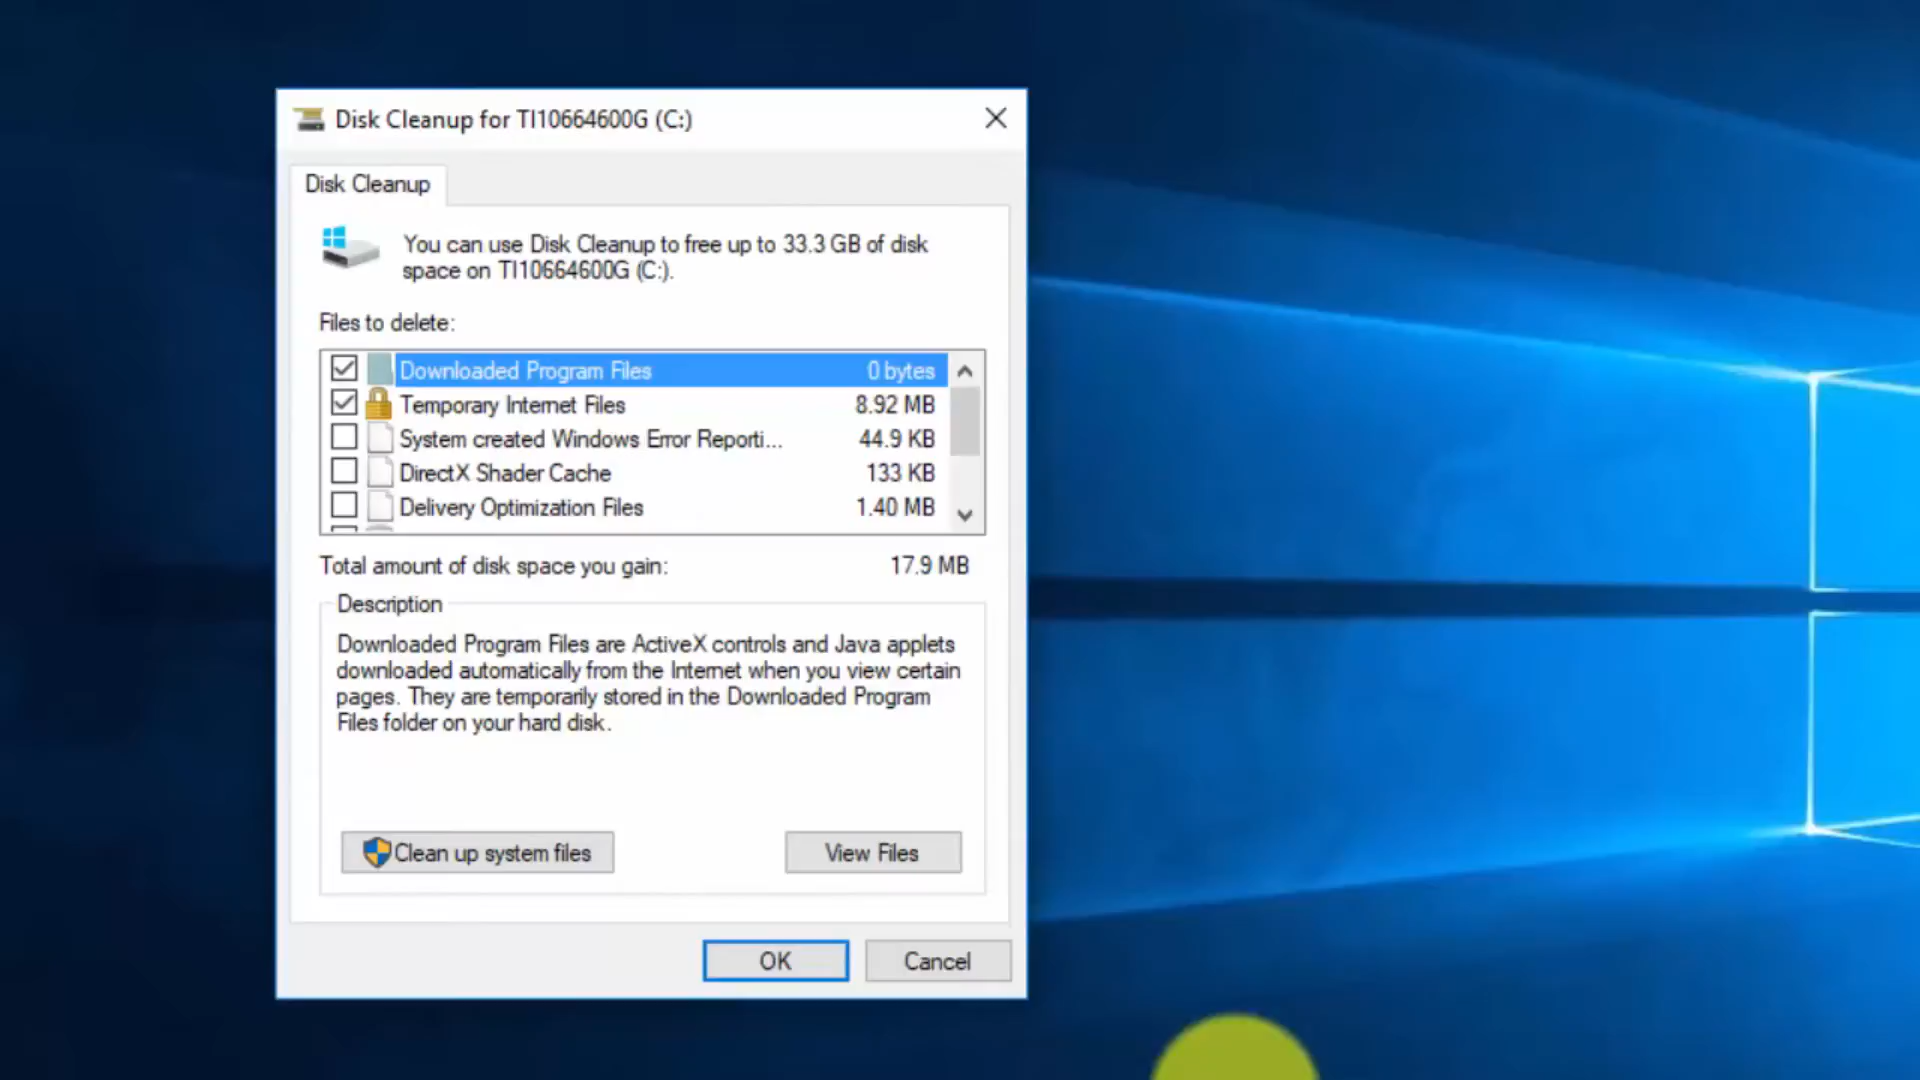 Disk Cleanup for TI10664600G (C:)
Disk Cleanup
You can use Disk Cleanup to free up to 33.3 GB of disk
space on TI10664600G (C:).
Files to delete:
Downloaded Program Files 0 bytes
Temporary Internet Files 8.92 MB
System created Windows Error Reporti... 44.9 KB
DirectX Shader Cache 133 KB
Delivery Optimization Files 1.40 MB
Total amount of disk space you gain: 17.9 MB
Description
Downloaded Program Files are ActiveX controls and Java applets
downloaded automatically from the Internet when you view certain
pages. They are temporarily stored in the Downloaded Program
Files folder on your hard disk.
Clean up system files View Files
OK Cancel